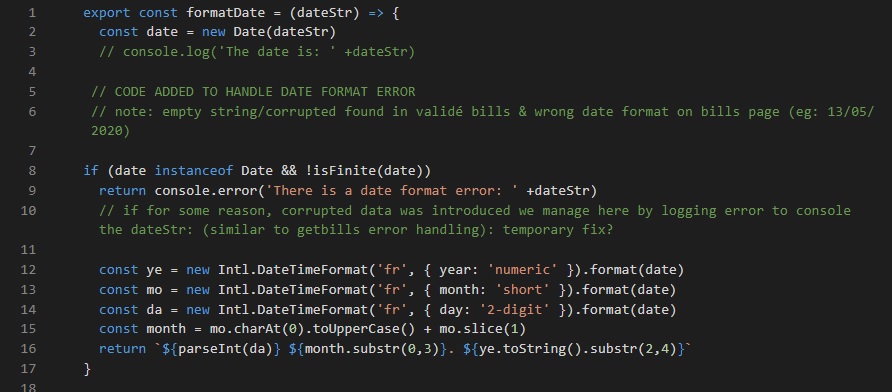 1 export const formatDate = (dateStr) => {
2 const date = new Date(dateStr)
3 // console.log('The date is: ' +dateStr)
4
5 // CODE ADDED TO HANDLE DATE FORMAT ERROR
6 // note: empty string/corrupted found in validé bills & wrong date format on bills page (eg: 13/05/
2020)
7
8 if (date instanceof Date && !isFinite(date))
9 return console.error('There is a date format error: ' +dateStr)
10 // if for some reason, corrupted data was introduced we manage here by logging error to console
the dateStr: (similar to getbills error handling): temporary fix?
11
12 const ye = new Intl.DateTimeFormat('fr', { year: 'numeric' }).format(date)
13 const mo = new Intl.DateTimeFormat('fr', { month: 'short' }).format(date)
14 const da = new Intl.DateTimeFormat('fr', { day: '2-digit' }).format(date)
15 const month = mo.charAt(0).toUpperCase() + mo.slice(1)
16 return `${parseInt(da)} ${month.substr(0,3)}. ${ye.toString().substr(2,4)}`
17 }
18